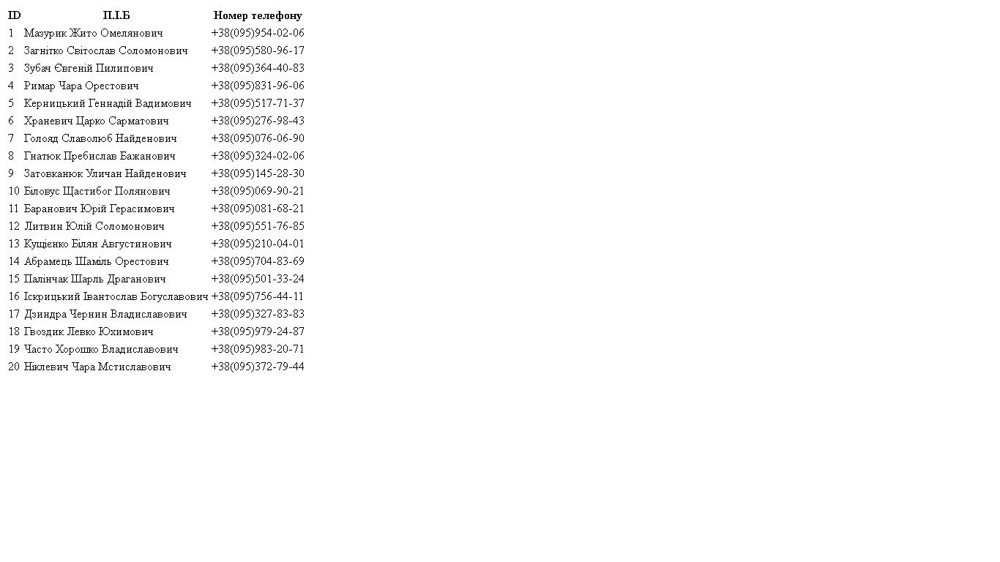 ID П.І.Б Номер телефону
1 Мазурик Жито Омелянович +38(095)954-02-06
2 Загнітко Світослав Соломонович +38(095)580-96-17
3 Зубач Євгеній Пилипович +38(095)364-40-83
4 Римар Чара Орестович +38(095)831-96-06
5 Керницький Геннадій Вадимович +38(095)517-71-37
6 Храневич Царко Сарматович +38(095)276-98-43
7 Голояд Славолюб Найденович +38(095)076-06-90
8 Гнатюк Пребислав Бажанович +38(095)324-02-06
9 Затовканюк Уличан Найденович +38(095)145-28-30
10 Біловус Щастибог Полянович +38(095)069-90-21
11 Баранович Юрій Герасимович +38(095)081-68-21
12 Литвин Юлій Соломонович +38(095)551-76-85
13 Кущієнко Білян Августинович +38(095)210-04-01
14 Абрамець Шаміль Орестович +38(095)704-83-69
15 Палінчак Шарль Драганович +38(095)501-33-24
16 Іскрицький Івантослав Богуславович +38(095)756-44-11
17 Дзиндра Чернин Владиславович +38(095)327-83-83
18 Гвоздик Левко Юхимович +38(095)979-24-87
19 Часто Хорошко Владиславович +38(095)983-20-71
20 Ніклевич Чара Мстиславович +38(095)372-79-44